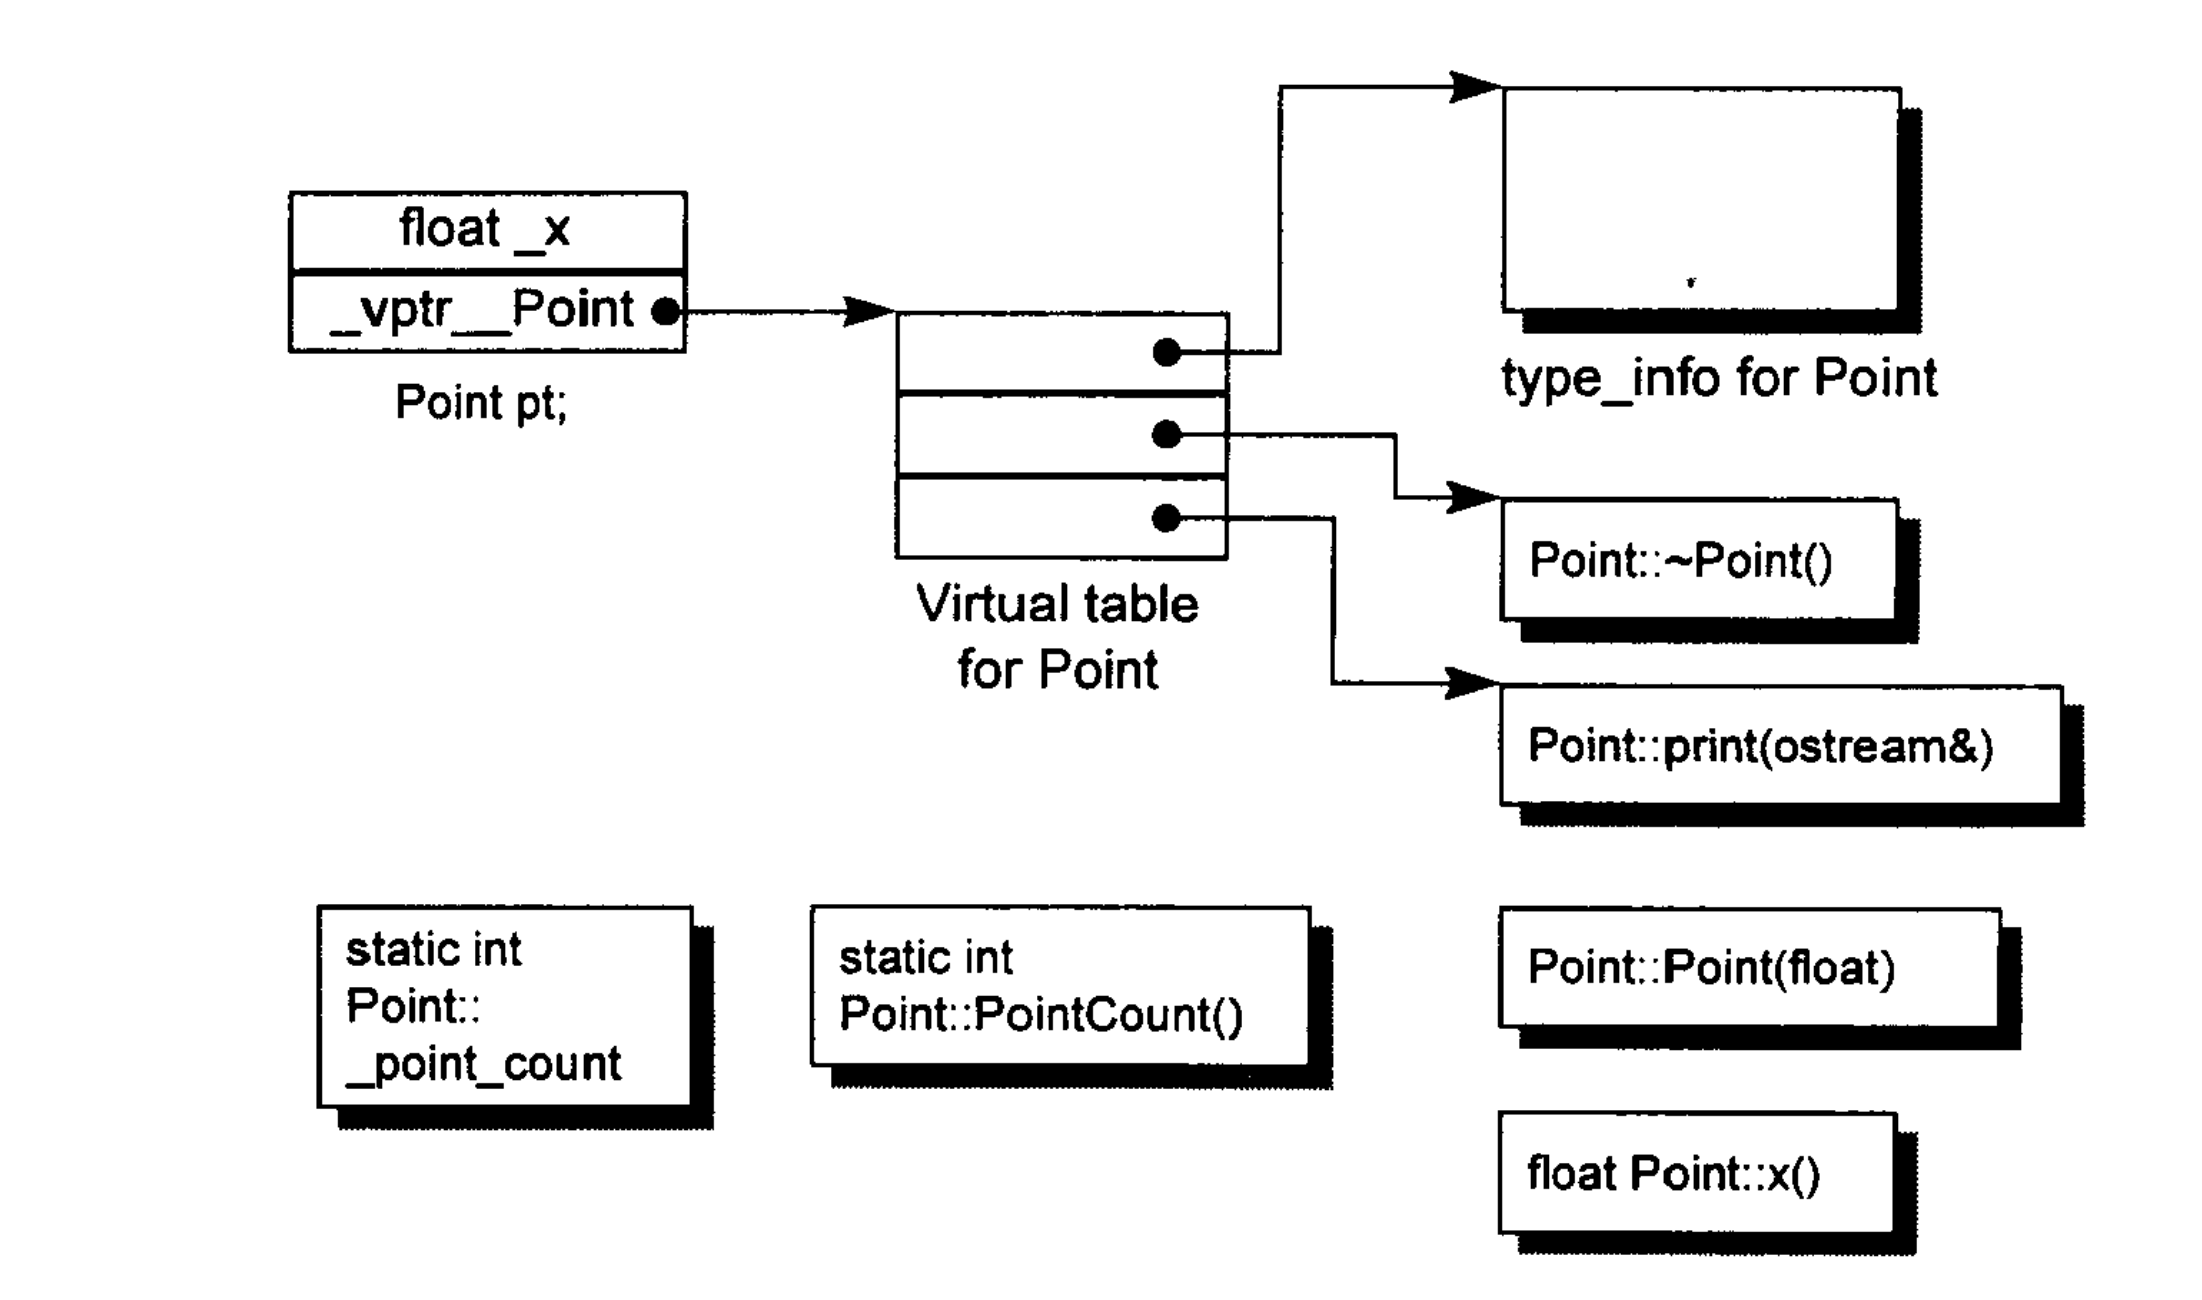 float _x
_vptr__Point
Point pt;
Virtual table
for Point
type_info for Point
Point::~Point()
Point::print(ostream&)
static int
Point::
_point_count
static int
Point::PointCount()
Point::Point(float)
float Point::x()